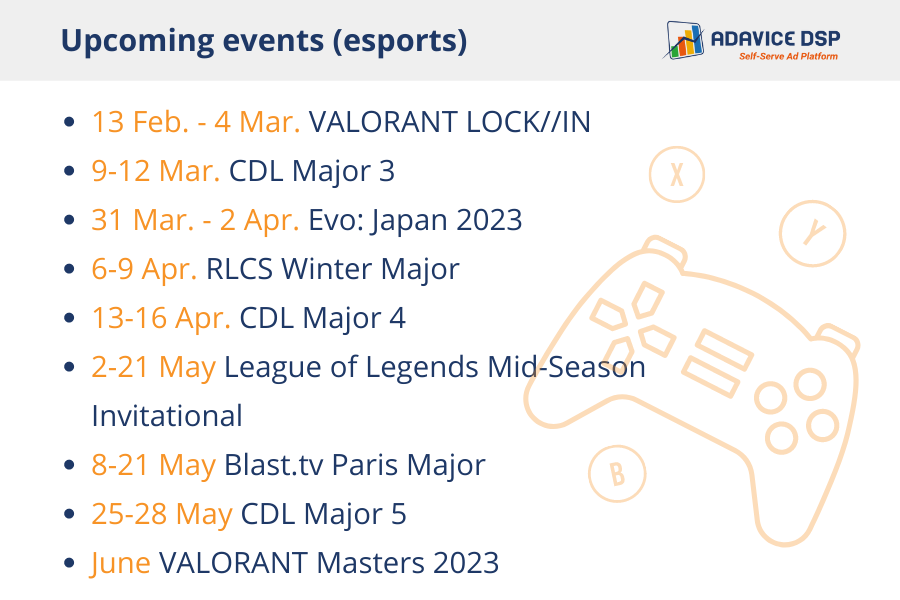 Upcoming events (esports)
ADAVICE DSP
Self-Serve Ad Platform
• 13 Feb. - 4 Mar. VALORANT LOCK//IN
• 9-12 Mar. CDL Major 3
• 31 Mar. - 2 Apr. Evo: Japan 2023
• 6-9 Apr. RLCS Winter Major
• 13-16 Apr. CDL Major 4
• 2-21 May League of Legends Mid-Season
Invitational
• 8-21 May Blast.tv Paris Major
• 25-28 May CDL Major 5
• June VALORANT Masters 2023
X
Y
B